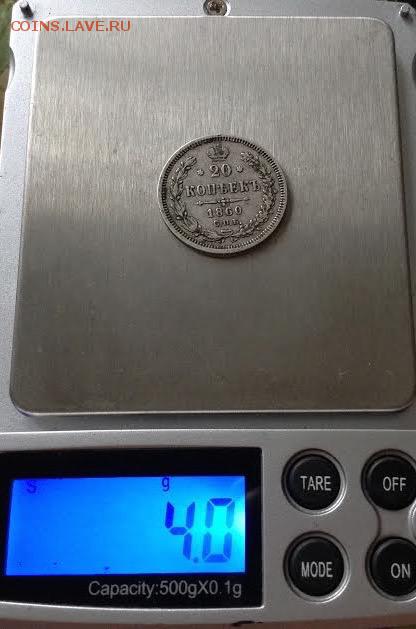 COINS.LAVE.RU
20
КОПѢЕКЪ
1860
С.П.Б.
S g
4.0
TARE OFF
MODE ON
Capacity:500gX0.1g